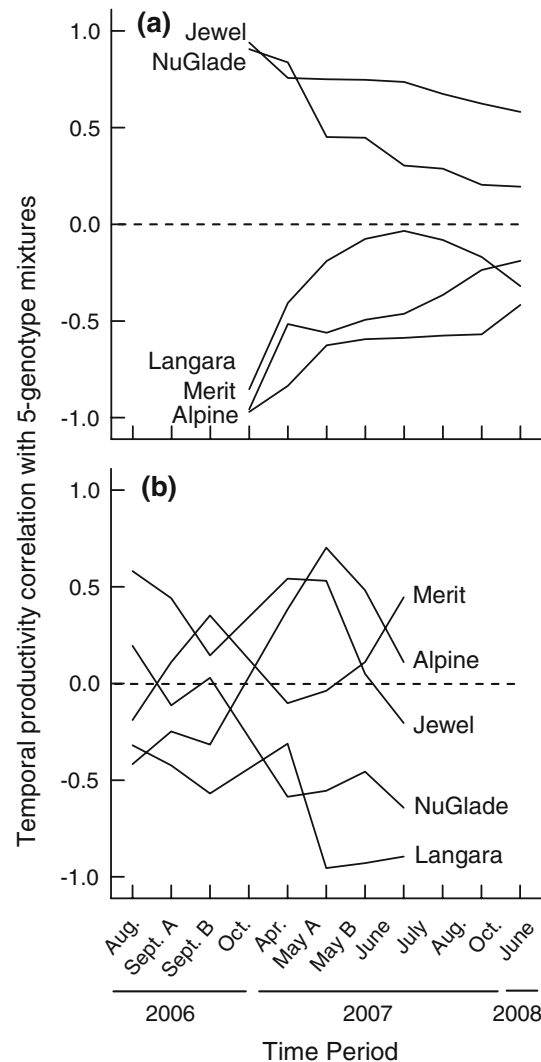 Temporal productivity correlation with 5-genotype mixtures
(a)
1.0
0.5
0.0
-0.5
-1.0
Jewel
NuGlade
Langara
Merit
Alpine
(b)
1.0
0.5
0.0
-0.5
-1.0
Merit
Alpine
Jewel
NuGlade
Langara
Aug.
Sept. A
Sept. B
Oct.
Apr.
May A
May B
June
July
Aug.
Oct.
June
2006
2007
2008
Time Period